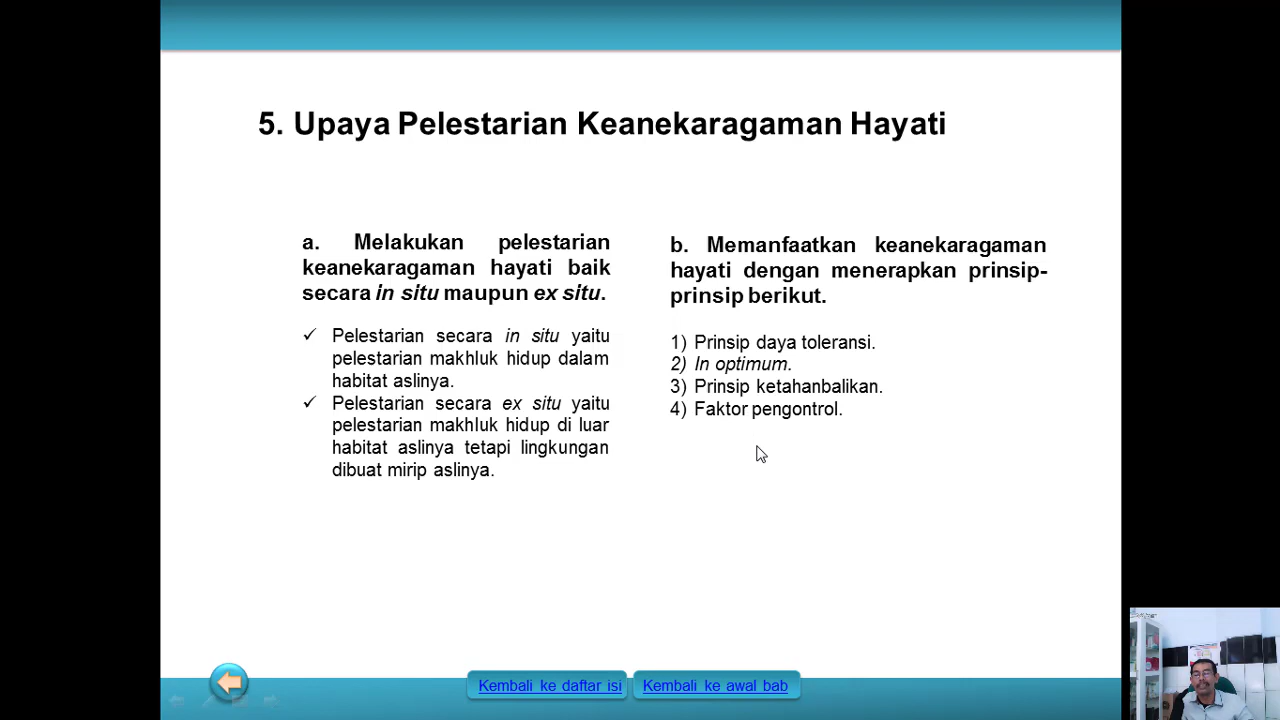 5. Upaya Pelestarian Keanekaragaman Hayati
a. Melakukan pelestarian
keanekaragaman hayati baik
secara in situ maupun ex situ.
✓ Pelestarian secara in situ yaitu
pelestarian makhluk hidup dalam
habitat aslinya.
✓ Pelestarian secara ex situ yaitu
pelestarian makhluk hidup di luar
habitat aslinya tetapi lingkungan
dibuat mirip aslinya.
b. Memanfaatkan keanekaragaman
hayati dengan menerapkan prinsip-
prinsip berikut.
1) Prinsip daya toleransi.
2) In optimum.
3) Prinsip ketahanbalikan.
4) Faktor pengontrol.
Kembali ke daftar isi
Kembali ke awal bab